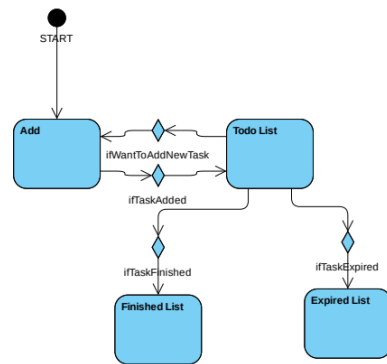 START
Add
Todo List
ifWantToAddNewTask
ifTaskAdded
ifTaskFinished
ifTaskExpired
Finished List
Expired List